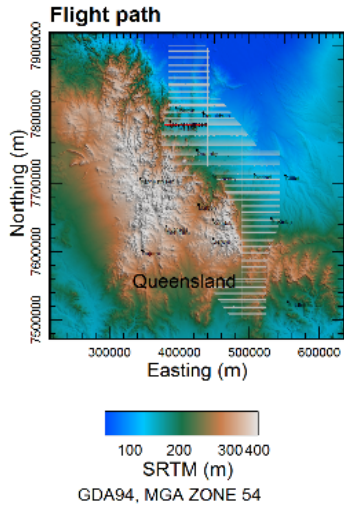 Flight path
7900000
7800000
7700000
7600000
7500000
Northing (m)
Queensland
300000 400000 500000 600000
Easting (m)
100 200 300 400
SRTM (m)
GDA94, MGA ZONE 54